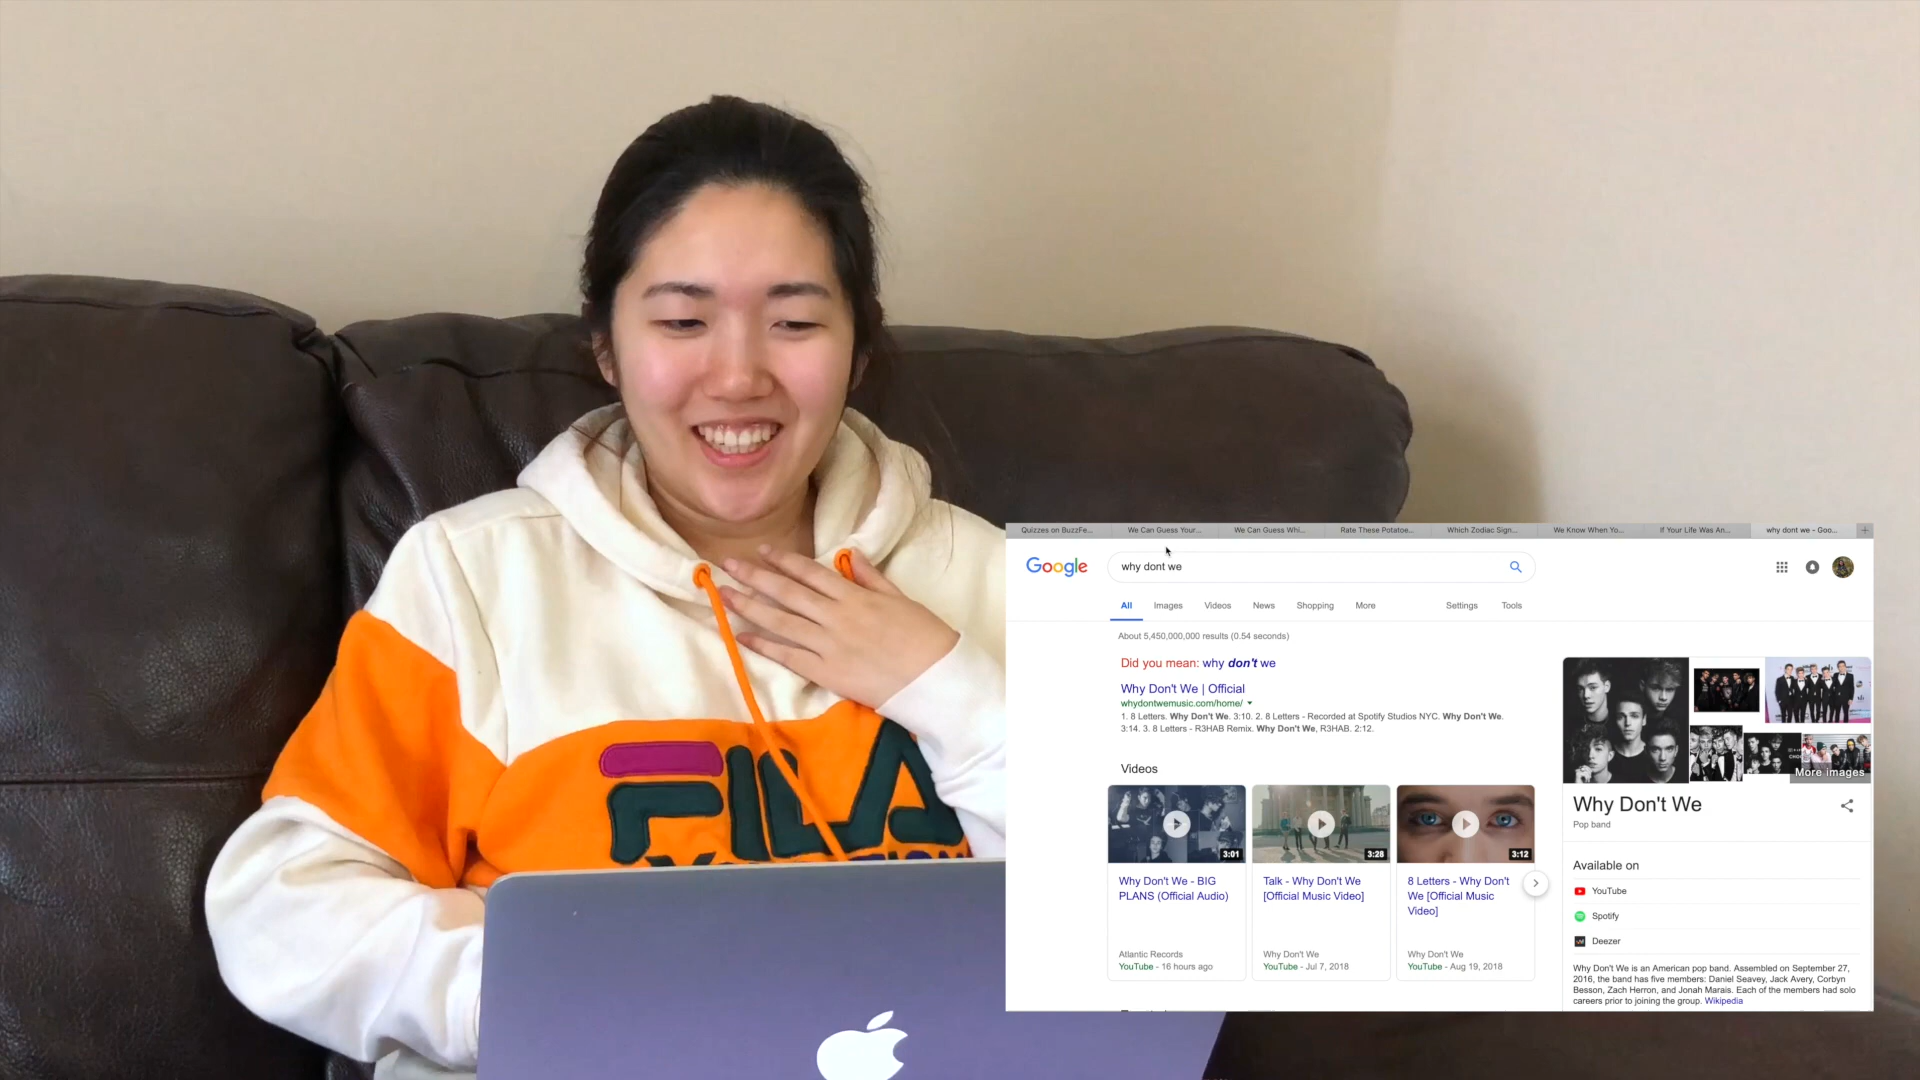 FILA
Quizzes on BuzzFe...
We Can Guess Your...
We Can Guess Whi...
Rate These Potatoe...
Which Zodiac Sign...
We Know When Yo...
If Your Life Was An...
why dont we - Goo...
Google
why dont we
All
Images
Videos
News
Shopping
More
Settings
Tools
About 5,450,000,000 results (0.54 seconds)
Did you mean: why don't we
Why Don't We | Official
whydontwemusic.com/home/
1. 8 Letters. Why Don't We. 3:10. 2. 8 Letters - Recorded at Spotify Studios NYC. Why Don't We.
3:14. 3. 8 Letters - R3HAB Remix. Why Don't We, R3HAB. 2:12.
Videos
3:01
3:28
3:12
Why Don't We - BIG
PLANS (Official Audio)
Atlantic Records
YouTube - 16 hours ago
Talk - Why Don't We
[Official Music Video]
Why Don't We
YouTube - Jul 7, 2018
8 Letters - Why Don't
We [Official Music
Video]
Why Don't We
YouTube - Aug 19, 2018
More images
Why Don't We
Pop band
Available on
YouTube
Spotify
Deezer
Why Don't We is an American pop band. Assembled on September 27,
2016, the band has five members: Daniel Seavey, Jack Avery, Corbyn
Besson, Zach Herron, and Jonah Marais. Each of the members had solo
careers prior to joining the group. Wikipedia